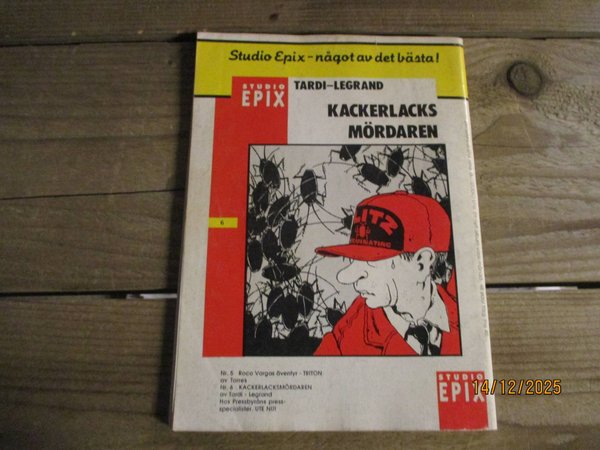 Studio Epix - något av det bästa!
STUDIO
EPIX
TARDI-LEGRAND
KACKERLACKS
MÖRDAREN
6
LITZ
Nr. 5 Roco Vargas äventyr - TRITON
av Torres
Nr. 6 KACKERLACKSMÖRDAREN
av Tardi - Legrand
Hos Pressbyråns press-
specialister. UTE NU!
STUDIO
EPIX
14/12/2025